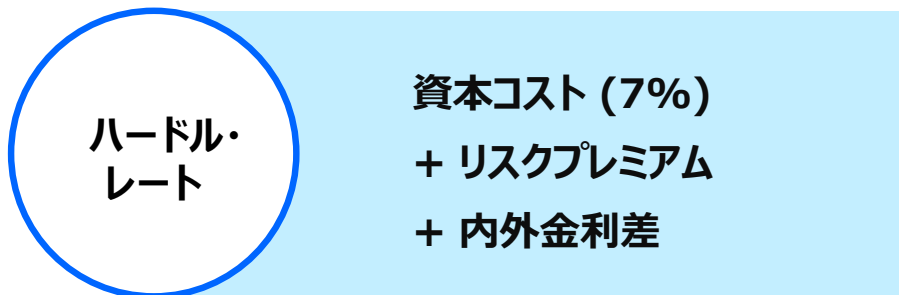 ハードル・
レート
資本コスト (7%)
+ リスクプレミアム
+ 内外金利差